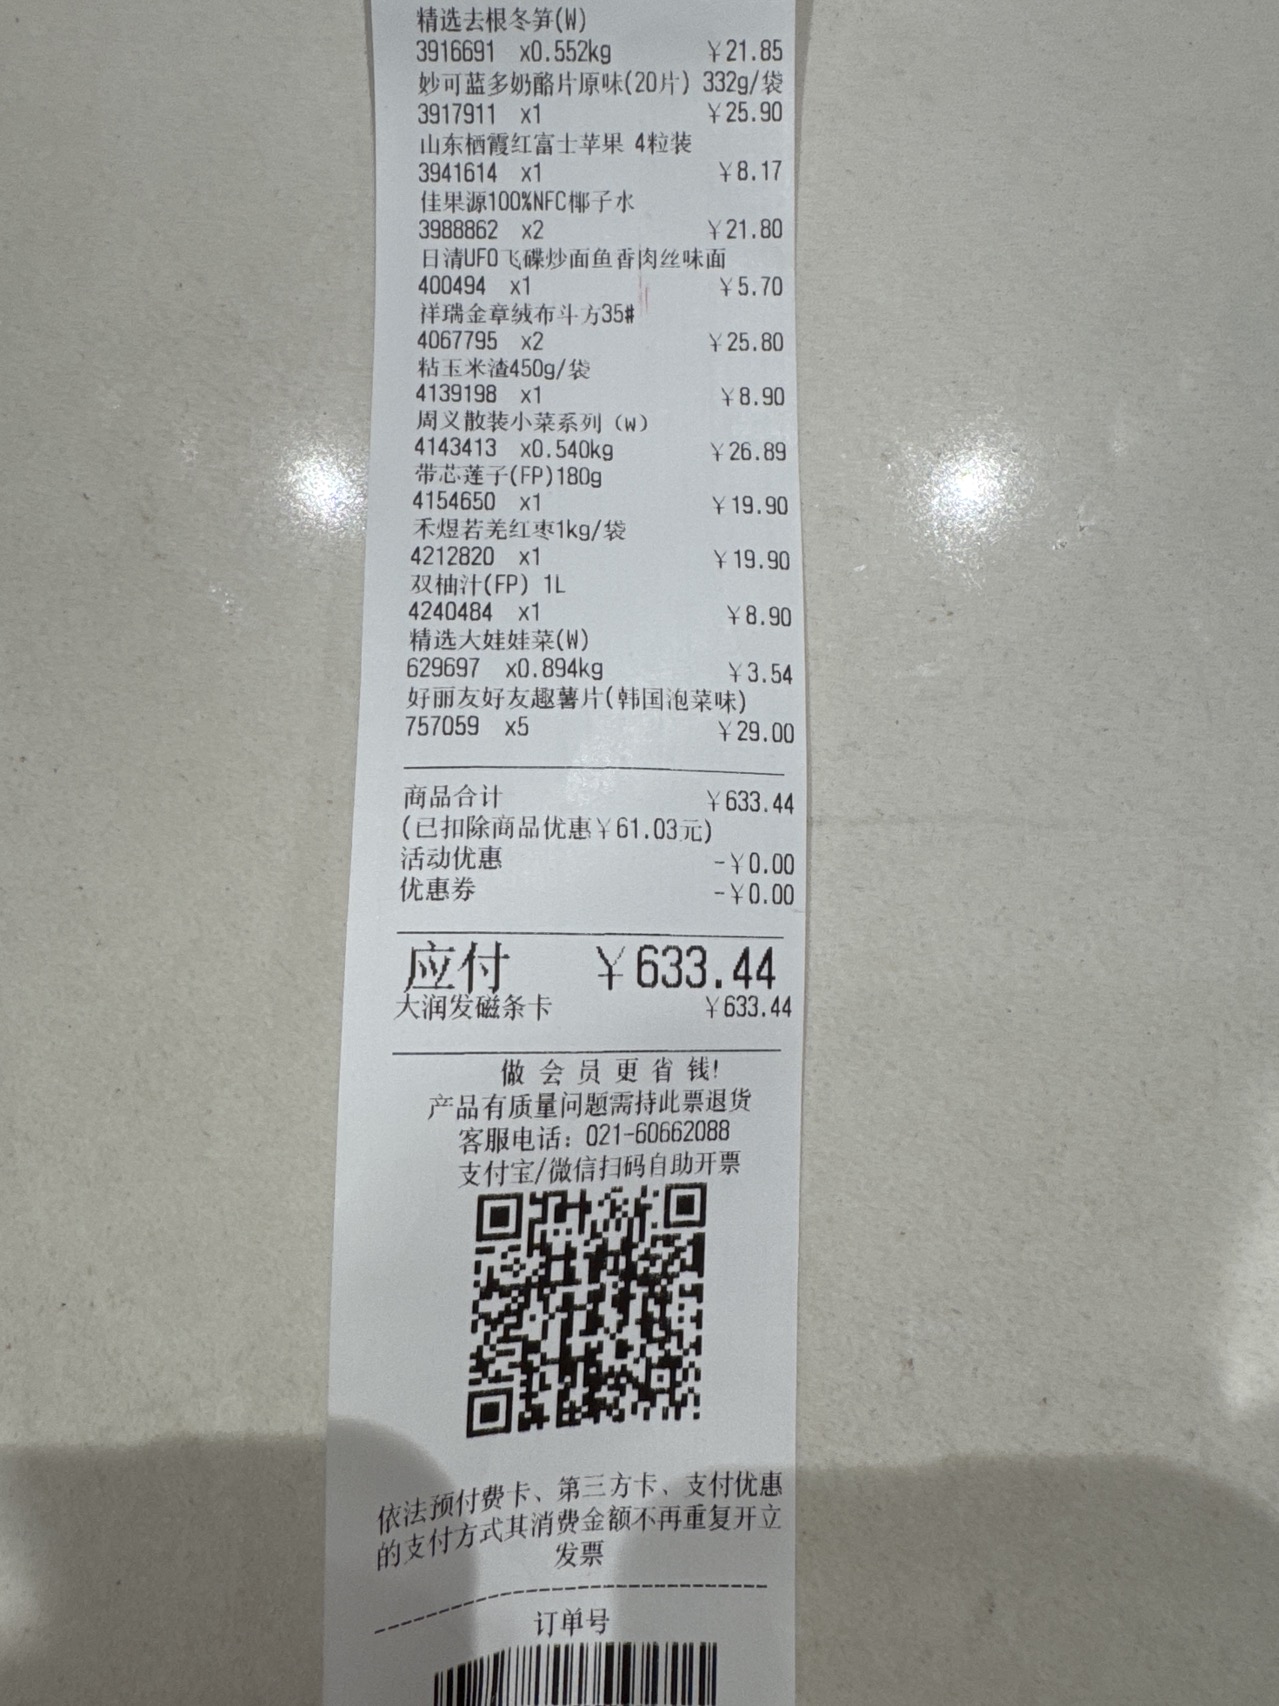 精选去根冬笋(W)
3916691 x0.552kg ¥21.85
妙可蓝多奶酪片原味(20片) 332g/袋
3917911 x1 ¥25.90
山东栖霞红富士苹果 4粒装
3941614 x1 ¥8.17
佳果源100%NFC椰子水
3988862 x2 ¥21.80
日清UFO飞碟炒面鱼香肉丝味面
400494 x1 ¥5.70
祥瑞金章绒布斗方35#
4067795 x2 ¥25.80
粘玉米渣450g/袋
4139198 x1 ¥8.90
周义散装小菜系列（W）
4143413 x0.540kg ¥26.89
带芯莲子(FP)180g
4154650 x1 ¥19.90
禾煜若羌红枣1kg/袋
4212820 x1 ¥19.90
双柚汁(FP) 1L
4240484 x1 ¥8.90
精选大娃娃菜(W)
629697 x0.894kg ¥3.54
好丽友好友趣薯片(韩国泡菜味)
757059 x5 ¥29.00
商品合计 ¥633.44
(已扣除商品优惠¥61.03元)
活动优惠 -¥0.00
优惠券 -¥0.00
应付 ¥633.44
大润发磁条卡 ¥633.44
做会员更省钱!
产品有质量问题需持此票退货
客服电话：021-60662088
支付宝/微信扫码自助开票
依法预付费卡、第三方卡、支付优惠
的支付方式其消费金额不再重复开立
发票
订单号